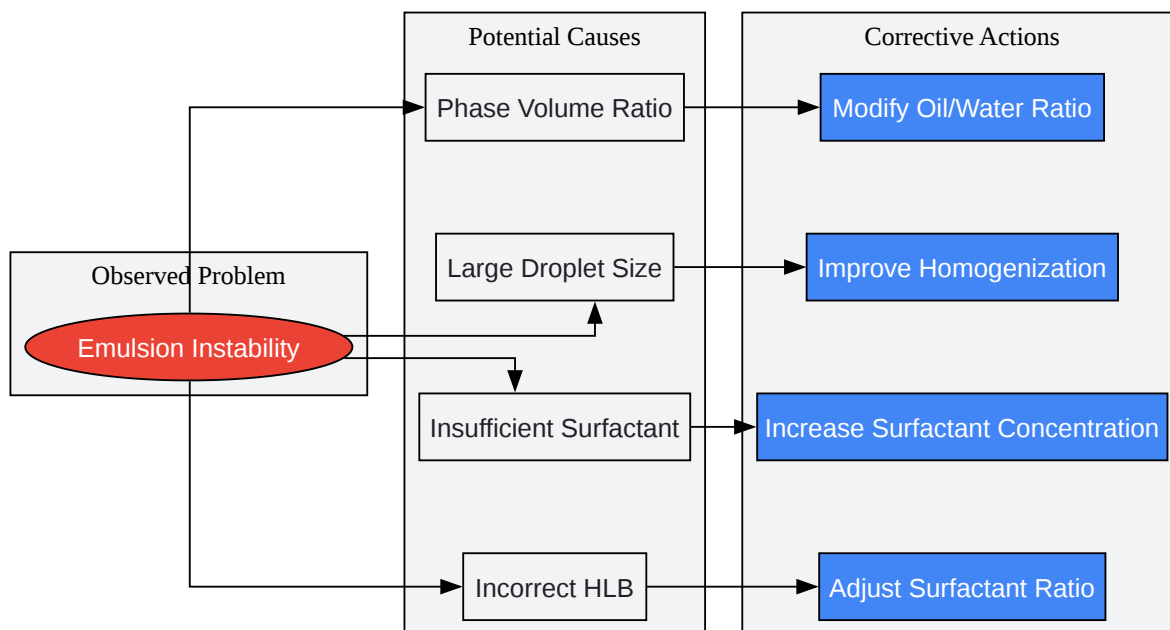 Potential Causes
Corrective Actions
Phase Volume Ratio
Modify Oil/Water Ratio
Observed Problem
Large Droplet Size
Improve Homogenization
Emulsion Instability
Insufficient Surfactant
Increase Surfactant Concentration
Incorrect HLB
Adjust Surfactant Ratio